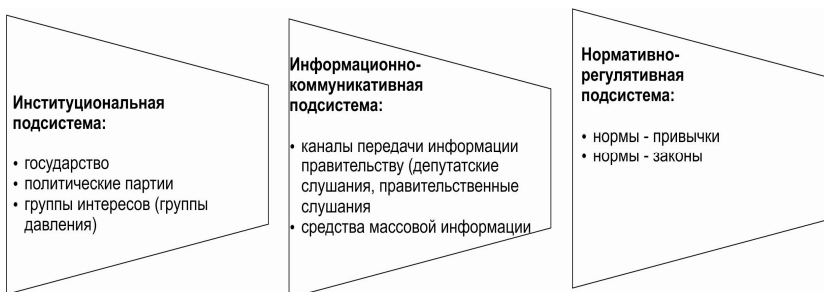 Институциональная
подсистема:
• государство
• политические партии
• группы интересов (группы
давления)
Информационно-
коммуникативная
подсистема:
• каналы передачи информации
правительству (депутатские
слушания, правительственные
слушания
• средства массовой информации
Нормативно-
регулятивная
подсистема:
• нормы - привычки
• нормы - законы